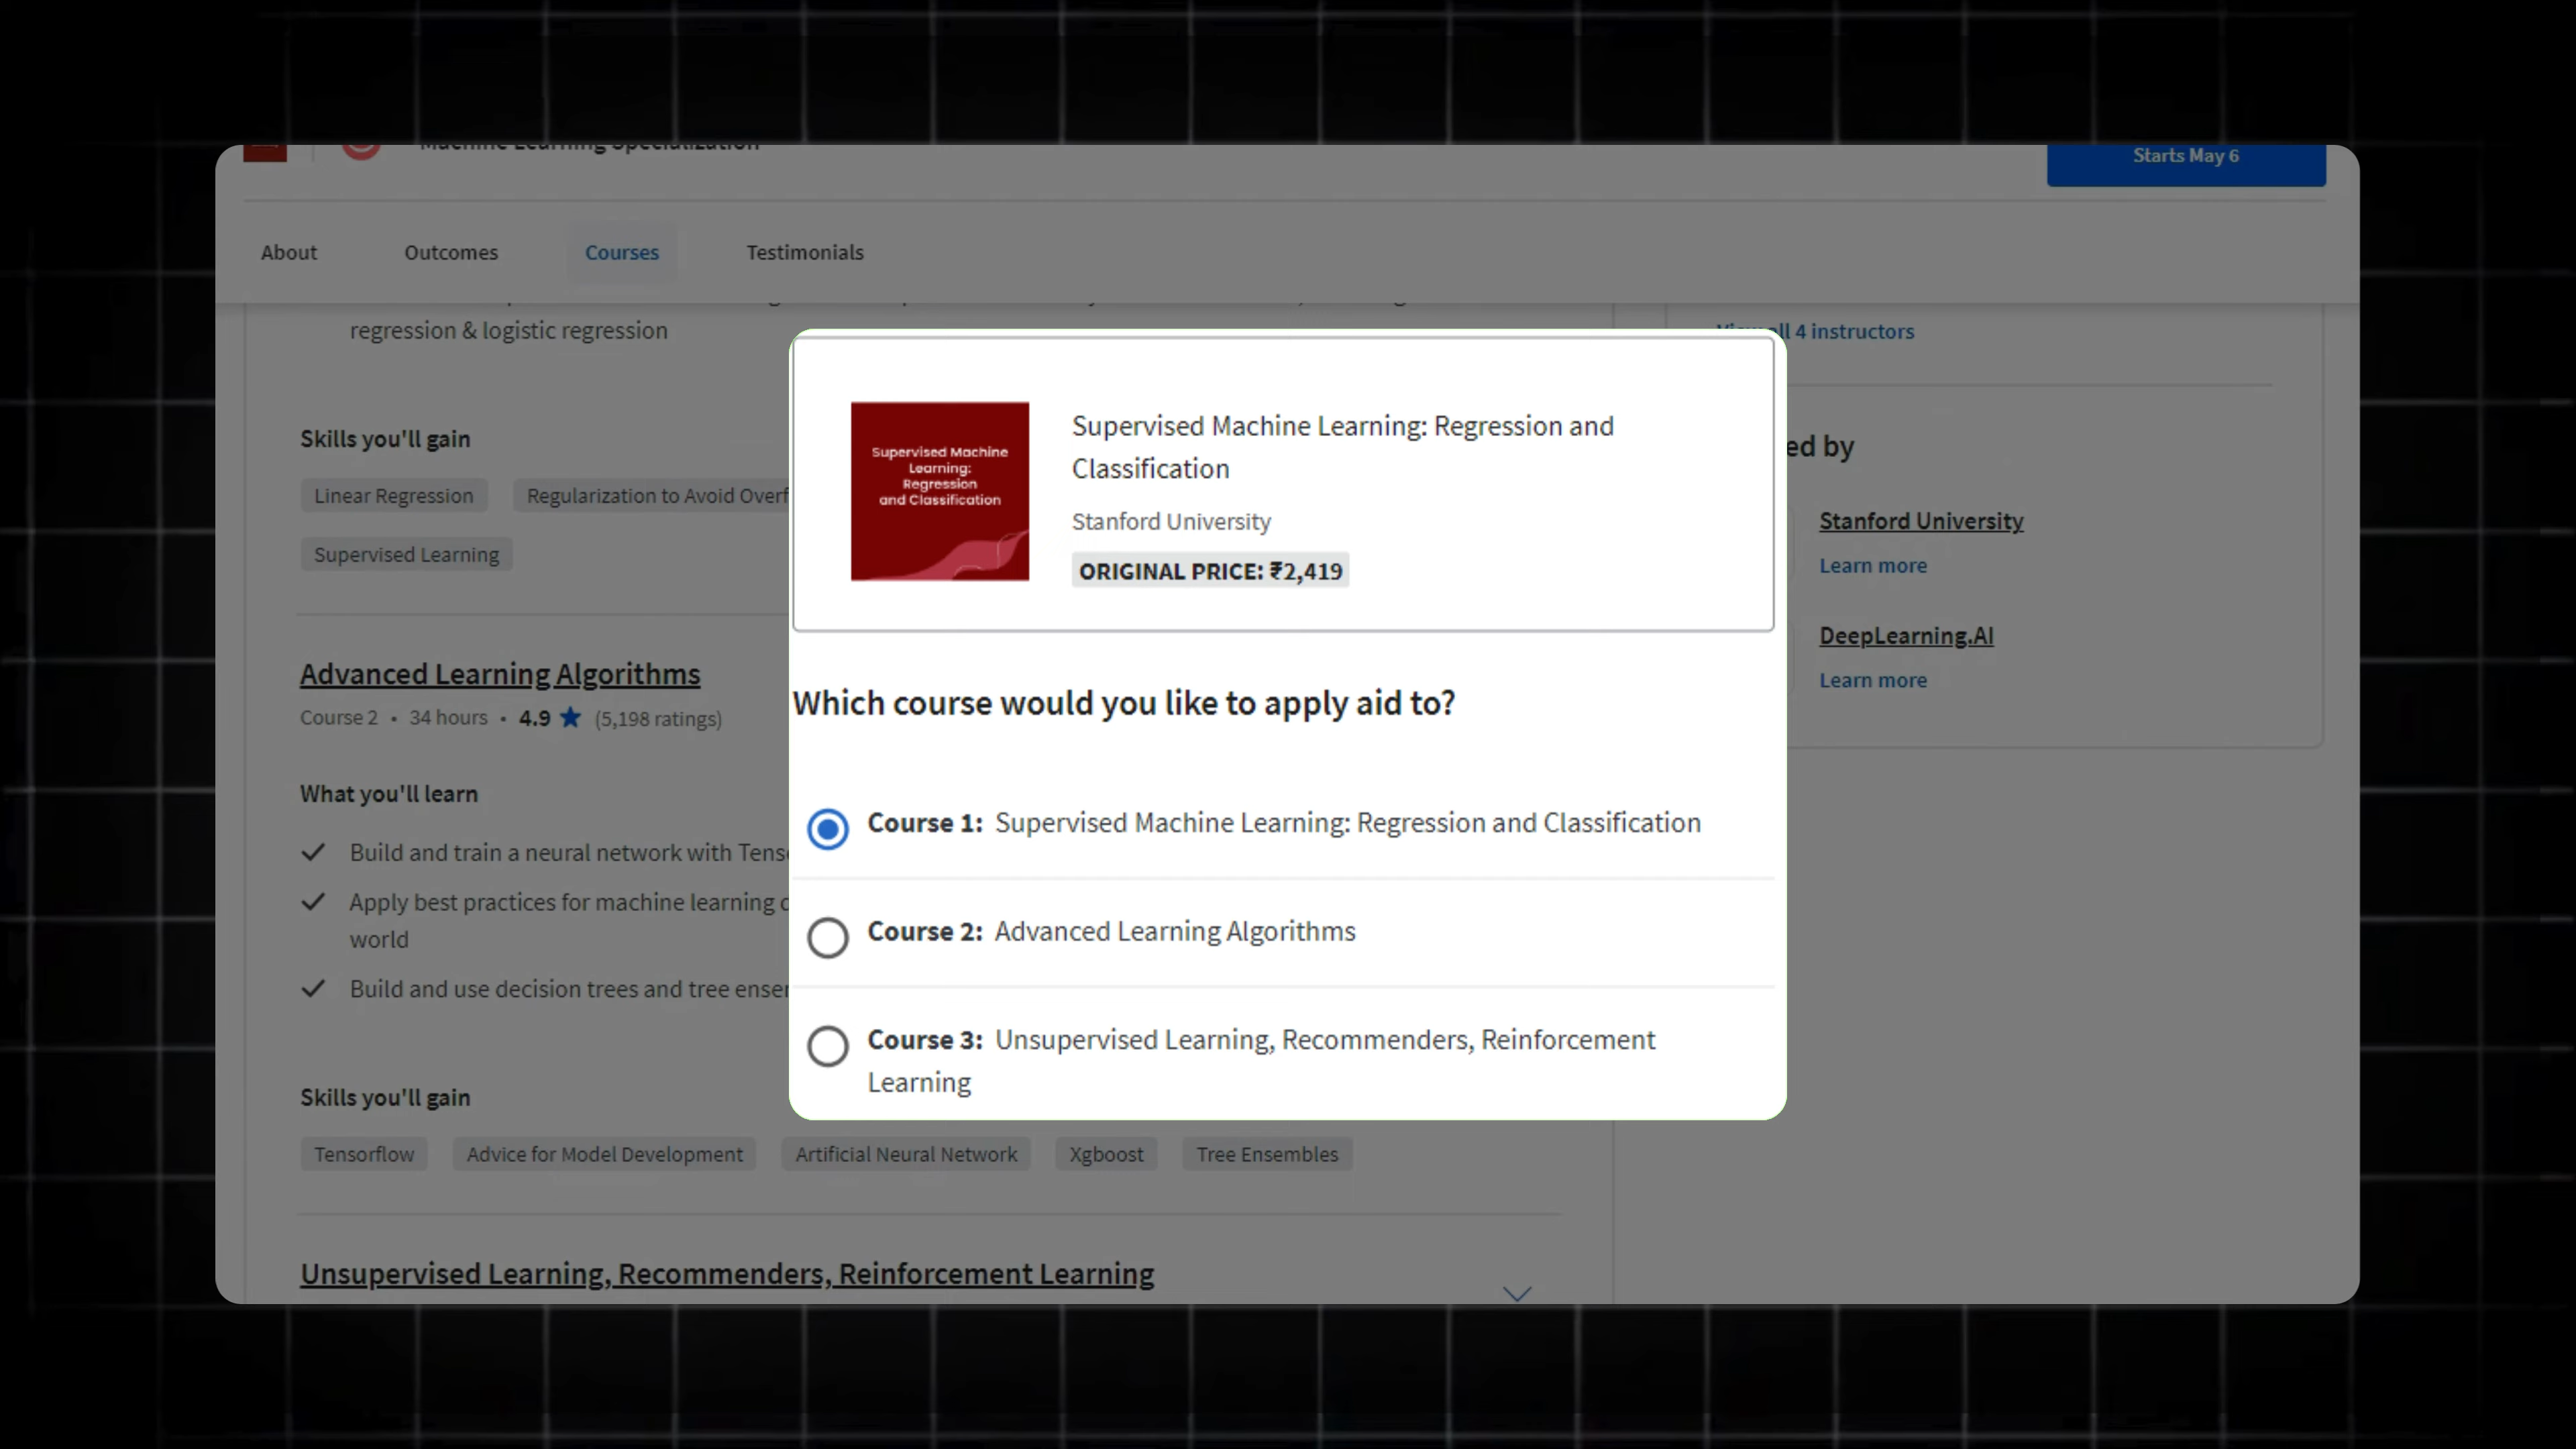 Machine Learning Specialization
Starts May 6
About
Outcomes
Courses
Testimonials
regression & logistic regression
Skills you'll gain
Linear Regression
Regularization to Avoid Overf
Supervised Learning
Advanced Learning Algorithms
Course 2 • 34 hours • 4.9 ★ (5,198 ratings)
What you'll learn
Build and train a neural network with Tens
Apply best practices for machine learning
world
Build and use decision trees and tree enser
Skills you'll gain
Tensorflow
Advice for Model Development
Artificial Neural Network
Xgboost
Tree Ensembles
Unsupervised Learning, Recommenders, Reinforcement Learning
Supervised Machine
Learning:
Regression
and Classification
Supervised Machine Learning: Regression and
Classification
Stanford University
ORIGINAL PRICE: ₹2,419
Which course would you like to apply aid to?
Course 1: Supervised Machine Learning: Regression and Classification
Course 2: Advanced Learning Algorithms
Course 3: Unsupervised Learning, Recommenders, Reinforcement
Learning
all 4 instructors
ed by
Stanford University
Learn more
DeepLearning.AI
Learn more